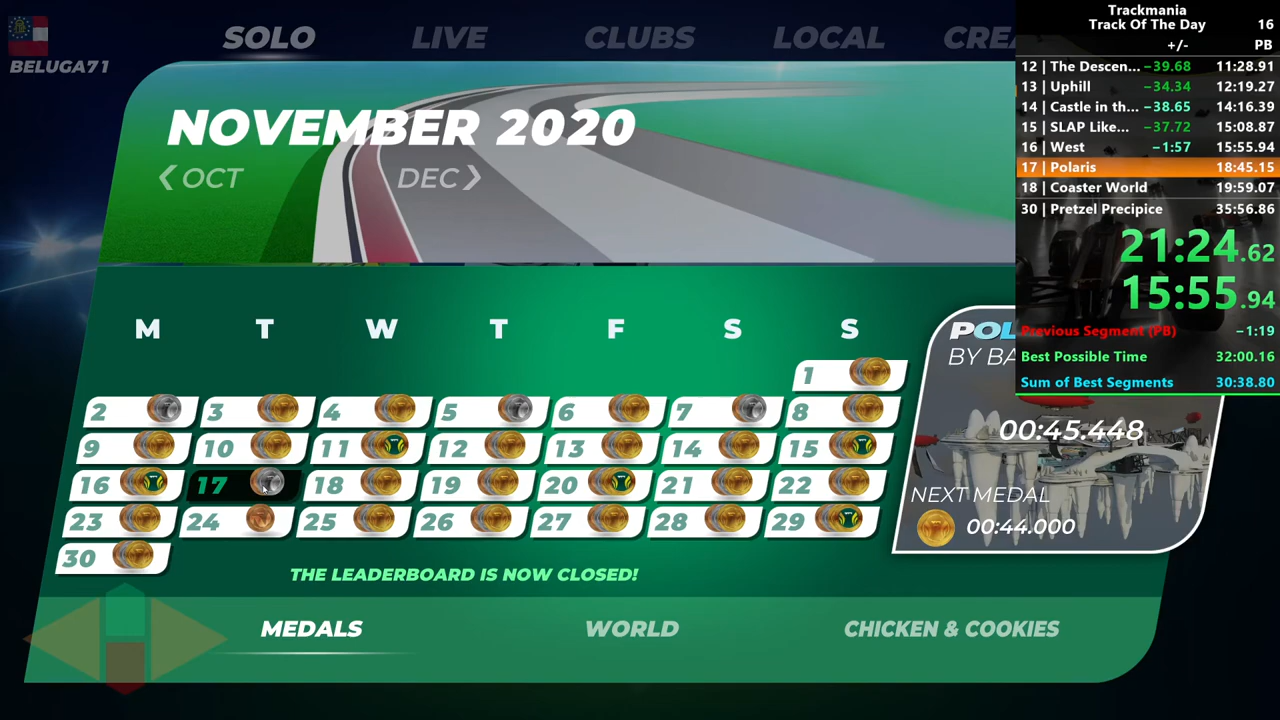 SOLO LIVE CLUBS LOCAL CREA
BELUGA71
NOVEMBER 2020
❮ OCT DEC ❯
M T W T F S S
1
2 3 4 5 6 7 8
9 10 11 12 13 14 15
16 17 18 19 20 21 22
23 24 25 26 27 28 29
30
THE LEADERBOARD IS NOW CLOSED!
MEDALS WORLD CHICKEN & COOKIES
POL
BY BA
00:45.448
NEXT MEDAL
00:44.000
Trackmania
Track Of The Day 16
+/- PB
12 | The Descen... −39.68 11:28.91
13 | Uphill −34.34 12:19.27
14 | Castle in th... −38.65 14:16.39
15 | SLAP Like... −37.72 15:08.87
16 | West −1:57 15:55.94
17 | Polaris 18:45.15
18 | Coaster World 19:59.07
30 | Pretzel Precipice 35:56.86
21:24.62
15:55.94
Previous Segment (PB) −1:19
Best Possible Time 32:00.16
Sum of Best Segments 30:38.80